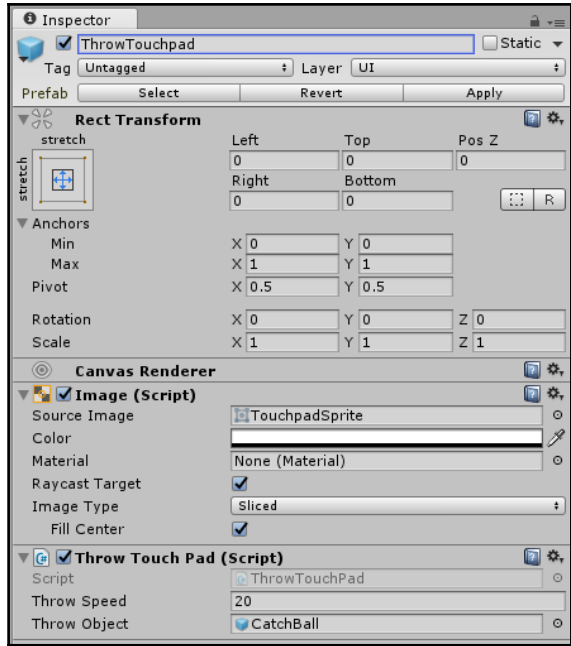 Inspector
ThrowTouchpad Static
Tag Untagged Layer UI
Prefab Select Revert Apply
Rect Transform
stretch Left Top Pos Z
stretch 0 0 0
Right Bottom
0 0 R
Anchors
Min X 0 Y 0
Max X 1 Y 1
Pivot X 0.5 Y 0.5
Rotation X 0 Y 0 Z 0
Scale X 1 Y 1 Z 1
Canvas Renderer
Image (Script)
Source Image TouchpadSprite
Color
Material None (Material)
Raycast Target
Image Type Sliced
Fill Center
C# Throw Touch Pad (Script)
Script ThrowTouchPad
Throw Speed 20
Throw Object CatchBall